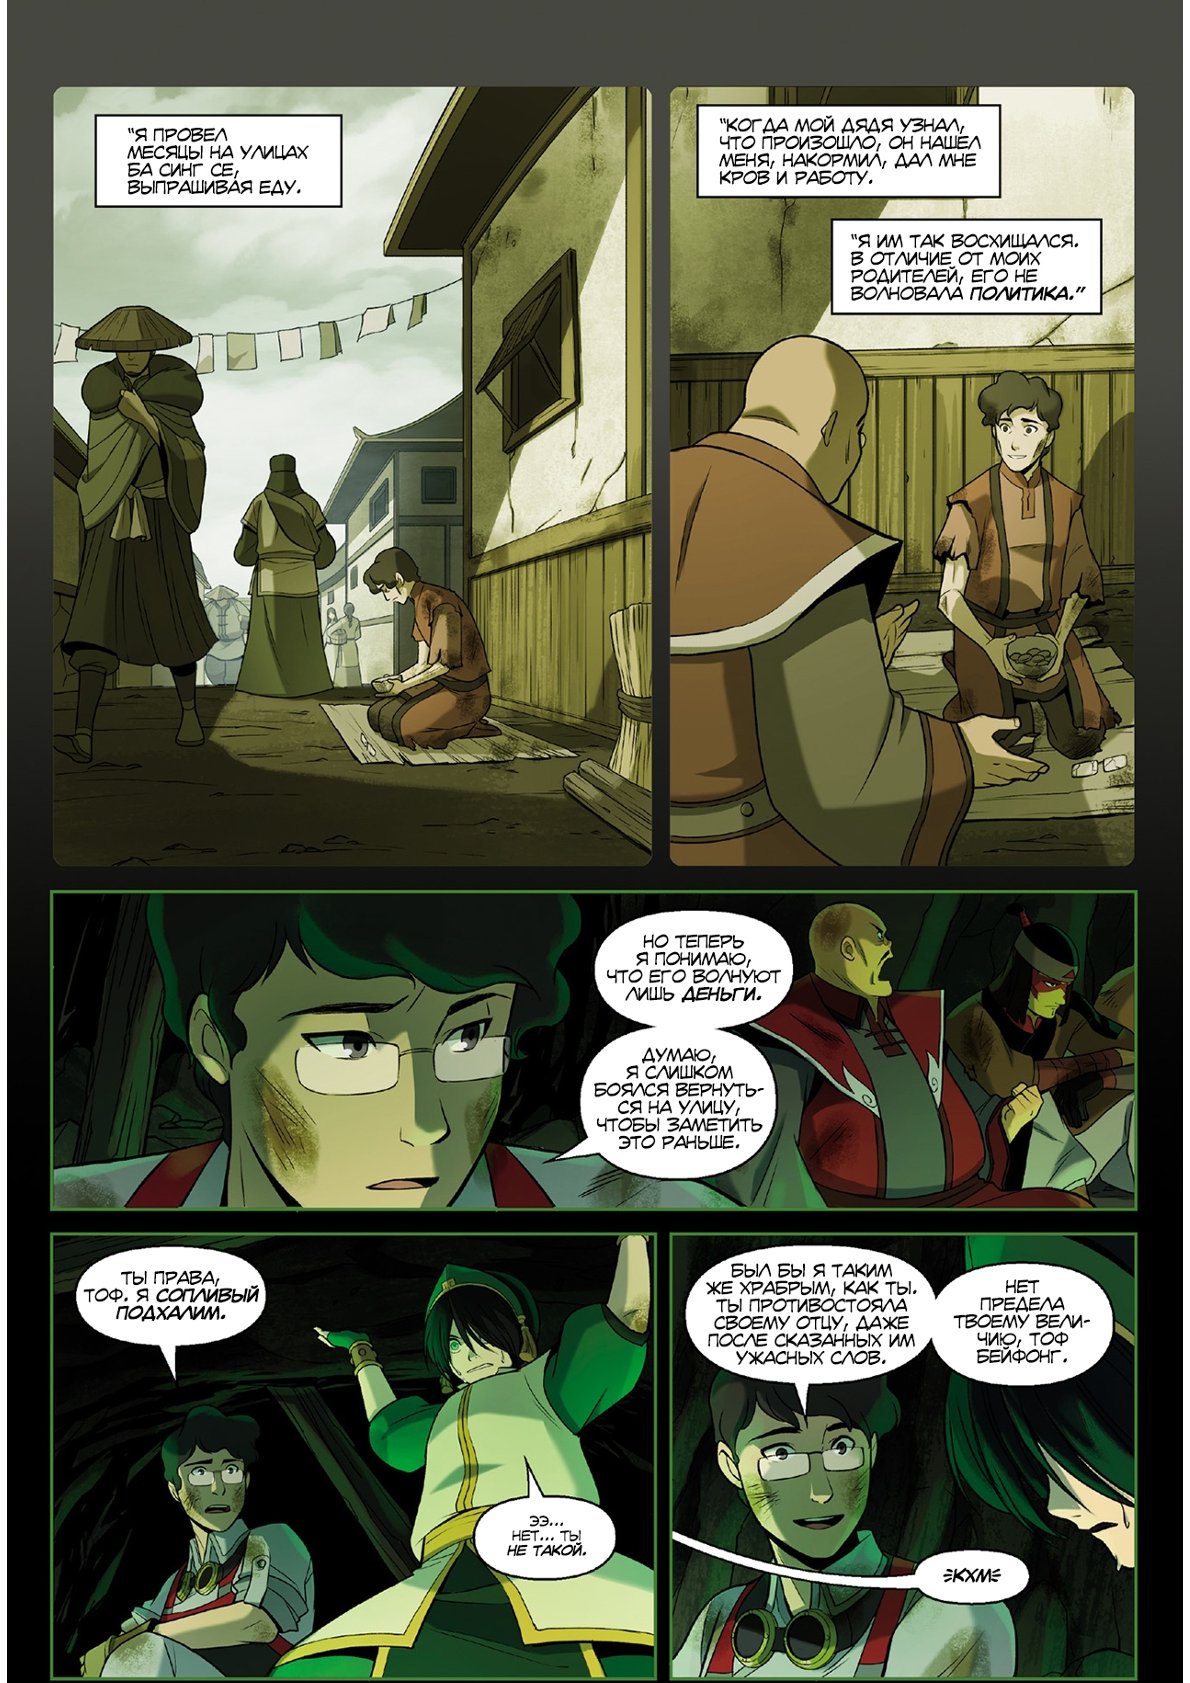 "Я ПРОВЕЛ
МЕСЯЦЫ НА УЛИЦАХ
БА СИНГ СЕ,
ВЫПРАШИВАЯ ЕДУ.
"КОГДА МОЙ ДЯДЯ УЗНАЛ,
ЧТО ПРОИЗОШЛО, ОН НАШЕЛ
МЕНЯ, НАКОРМИЛ, ДАЛ МНЕ
КРОВ И РАБОТУ.
"Я ИМ ТАК ВОСХИЩАЛСЯ.
В ОТЛИЧИЕ ОТ МОИХ
РОДИТЕЛЕЙ, ЕГО НЕ
ВОЛНОВАЛА ПОЛИТИКА."
НО ТЕПЕРЬ
Я ПОНИМАЮ,
ЧТО ЕГО ВОЛНУЮТ
ЛИШЬ ДЕНЬГИ.
ДУМАЮ,
Я СЛИШКОМ
БОЯЛСЯ ВЕРНУТЬ-
СЯ НА УЛИЦУ,
ЧТОБЫ ЗАМЕТИТЬ
ЭТО РАНЬШЕ.
ТЫ ПРАВА,
ТОФ. Я СОПЛИВЫЙ
ПОДХАЛИМ.
ЭЭ...
НЕТ... ТЫ
НЕ ТАКОЙ.
БЫЛ БЫ Я ТАКИМ
ЖЕ ХРАБРЫМ, КАК ТЫ.
ТЫ ПРОТИВОСТОЯЛА
СВОЕМУ ОТЦУ, ДАЖЕ
ПОСЛЕ СКАЗАННЫХ ИМ
УЖАСНЫХ СЛОВ.
НЕТ
ПРЕДЕЛА
ТВОЕМУ ВЕЛИ-
ЧИЮ, ТОФ
БЕЙФОНГ.
КХМ